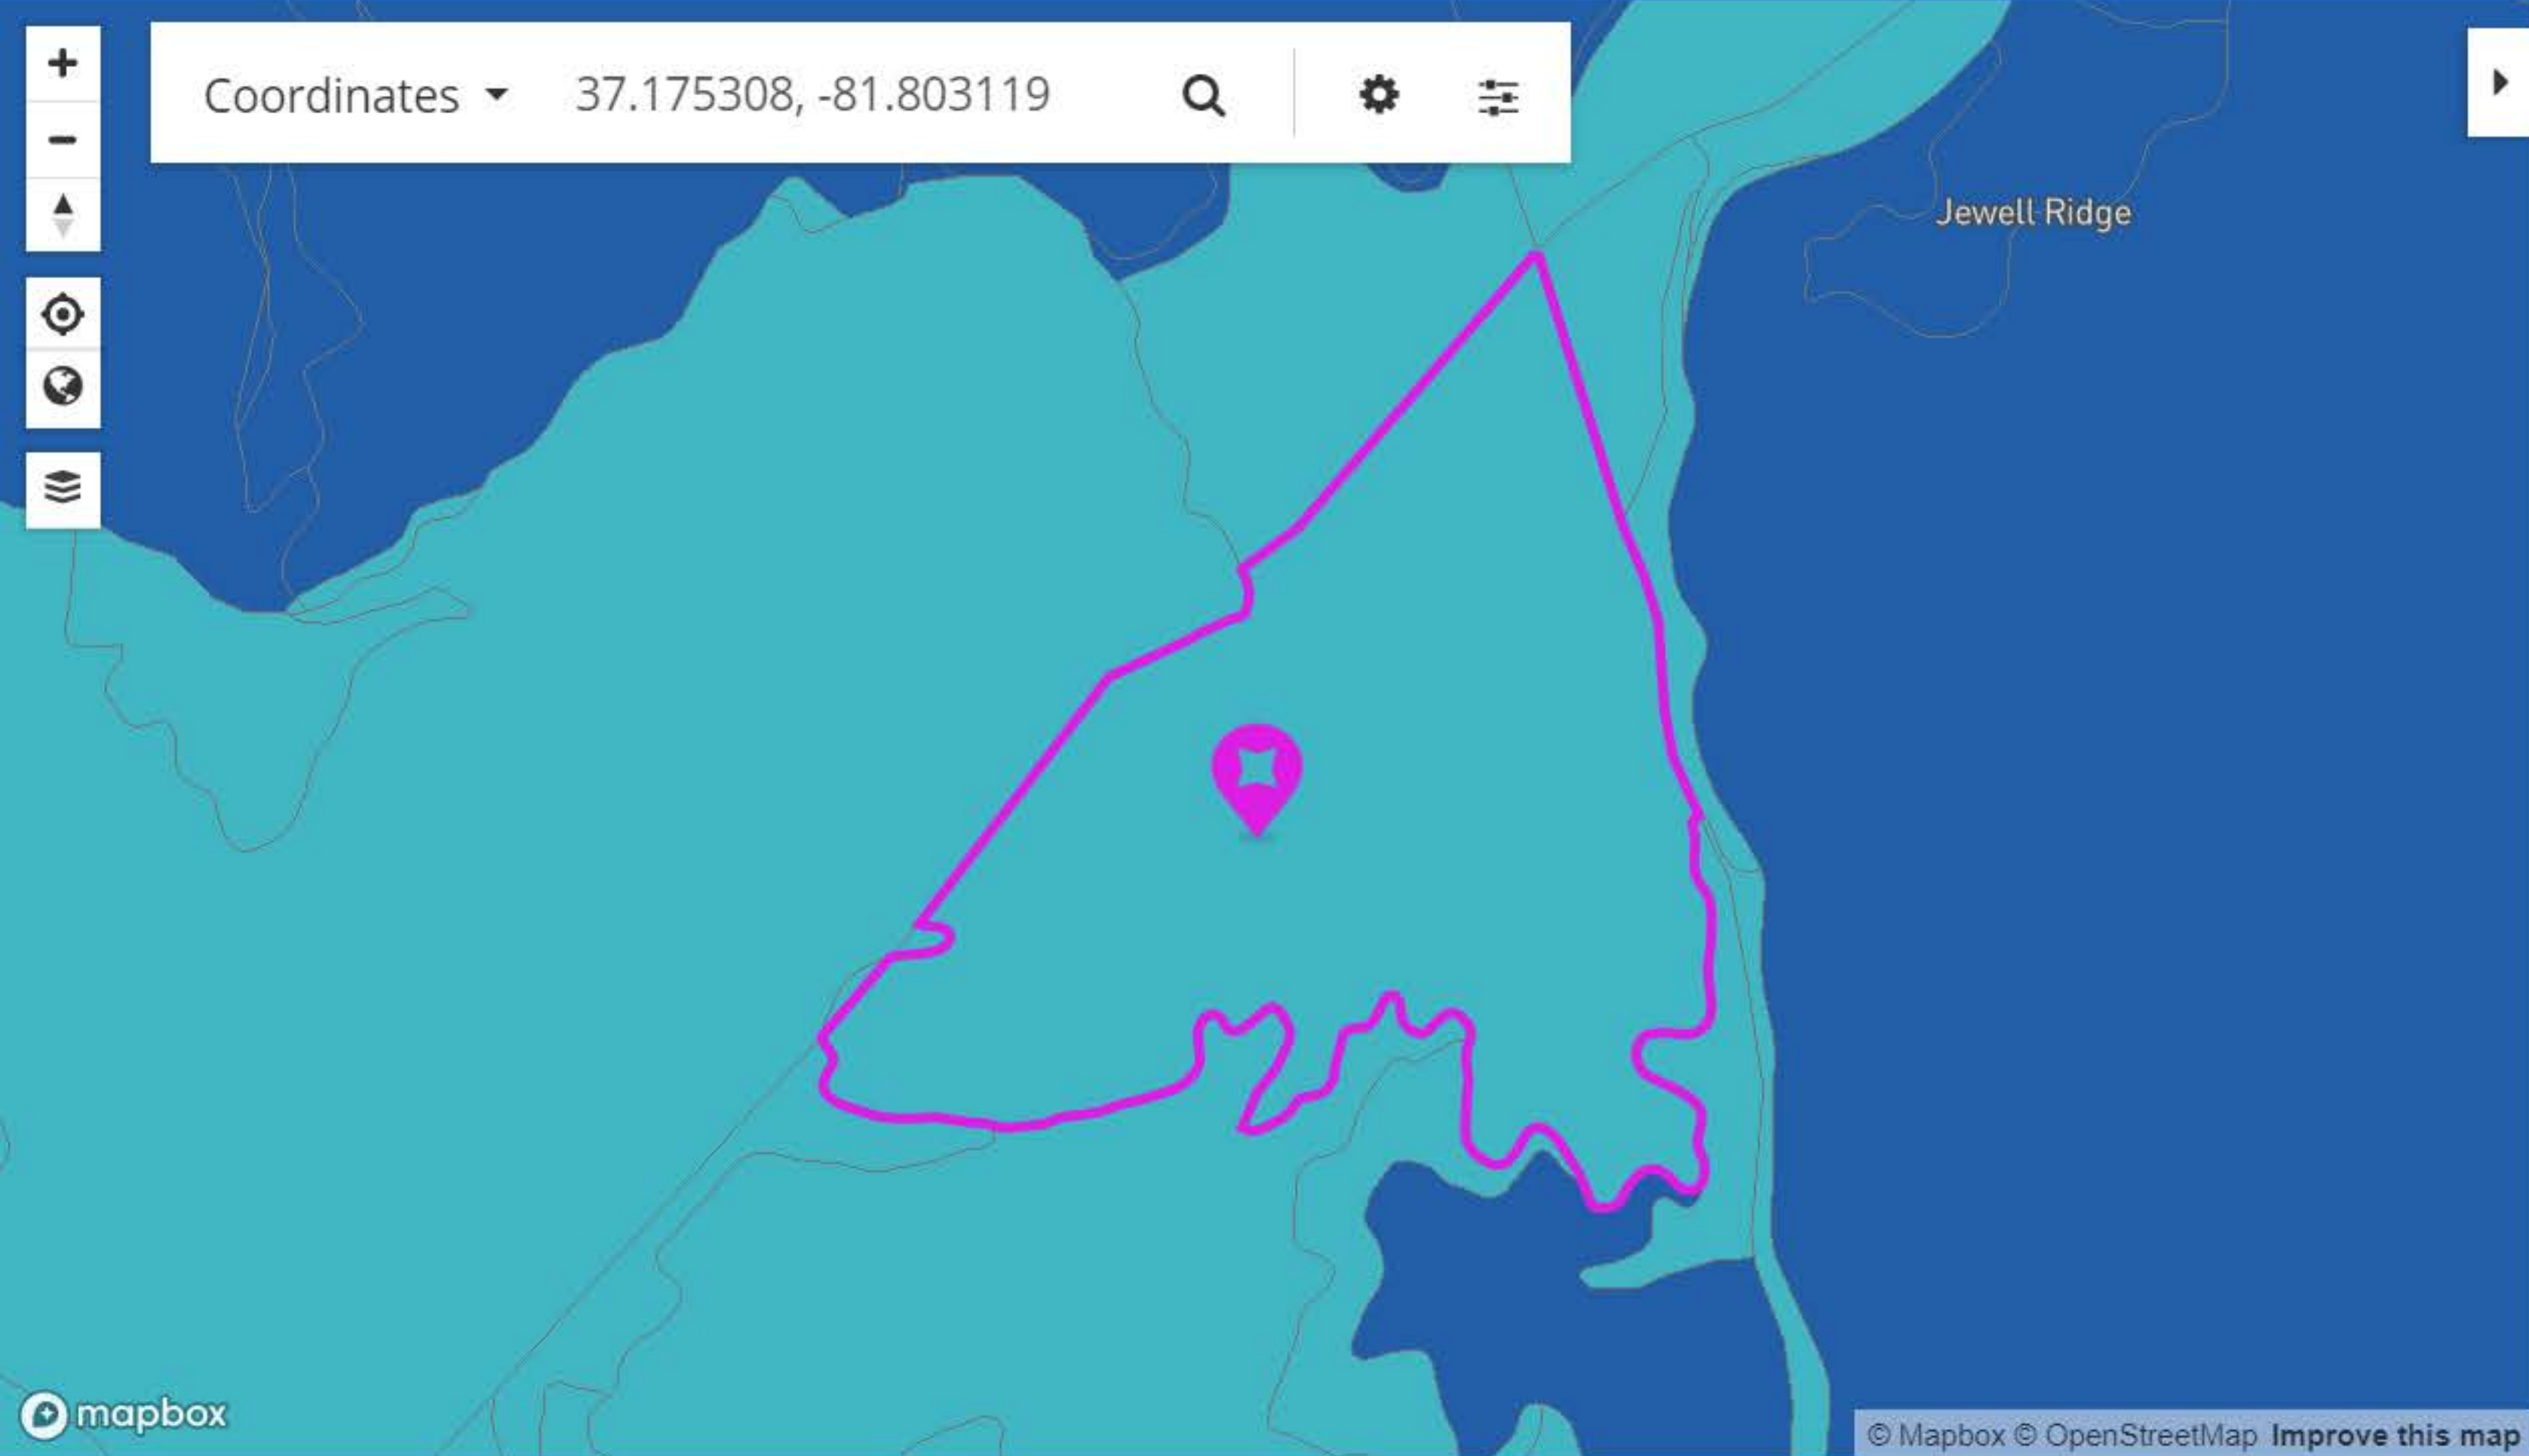 Coordinates 37.175308, -81.803119
Jewell Ridge
mapbox
© Mapbox © OpenStreetMap Improve this map